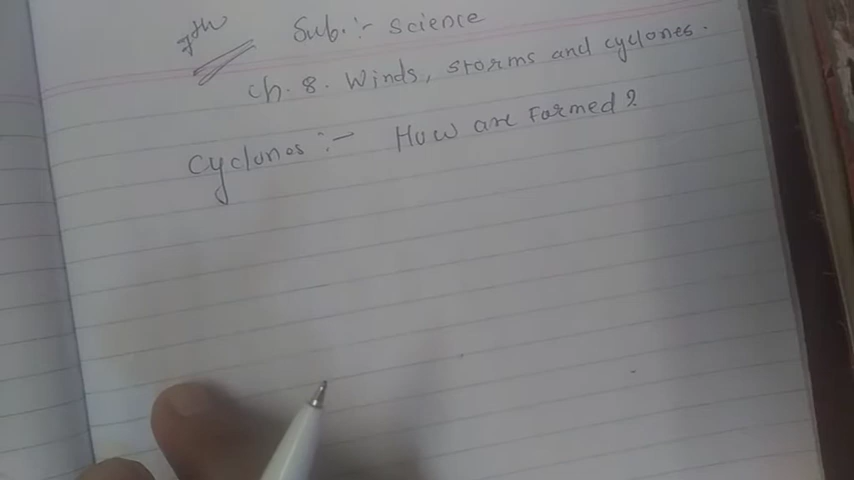 7th Sub. :- science
Ch. 8. Winds, storms and cyclones.
Cyclones :- How are Formed ?